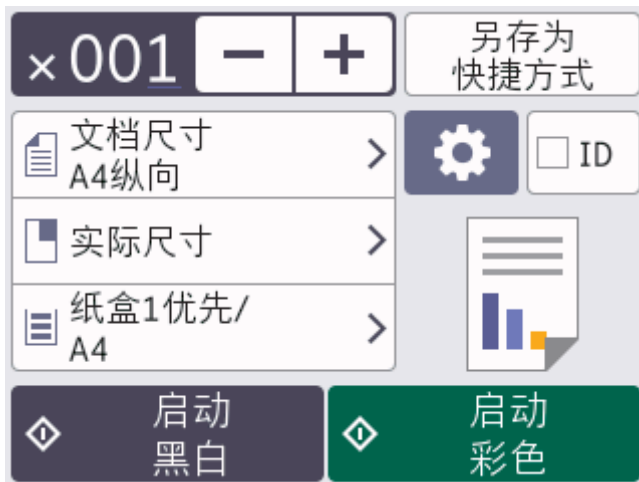 ×001 − +
另存为
快捷方式
文档尺寸
A4纵向
ID
实际尺寸
纸盒1优先/
A4
启动
黑白
启动
彩色